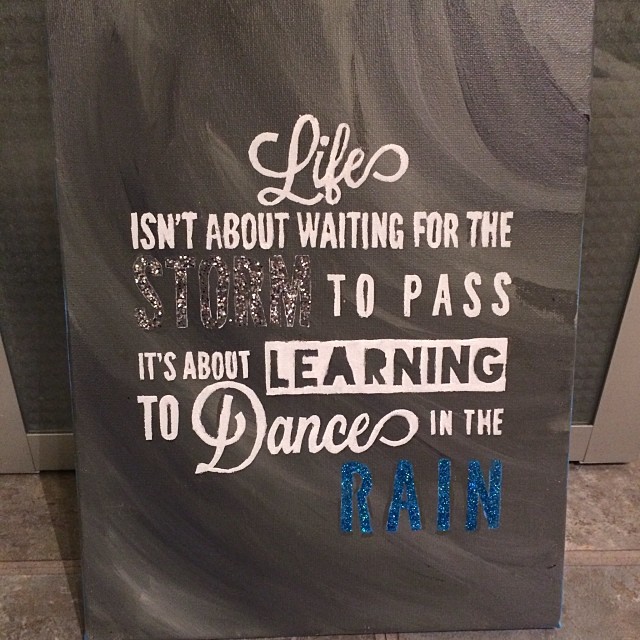 Life
ISN'T ABOUT WAITING FOR THE
STORM TO PASS
IT'S ABOUT LEARNING
TO Dance IN THE
RAIN